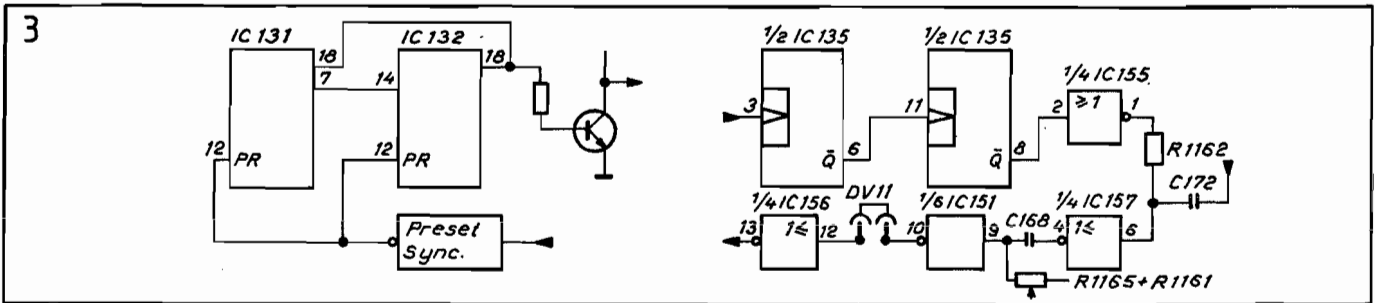 3
IC 131
IC 132
18
7
14
18
12
PR
12
PR
Preset
Sync.
1/2 IC 135
1/2 IC 135
1/4 IC 155
3
11
2
≥ 1
1
Q̄
6
Q̄
8
R1162
C172
1/4 IC 156
DV11
1/6 IC 151
C168
1/4 IC 157
13
1≤
12
10
9
4
1≤
6
R1165 + R1161